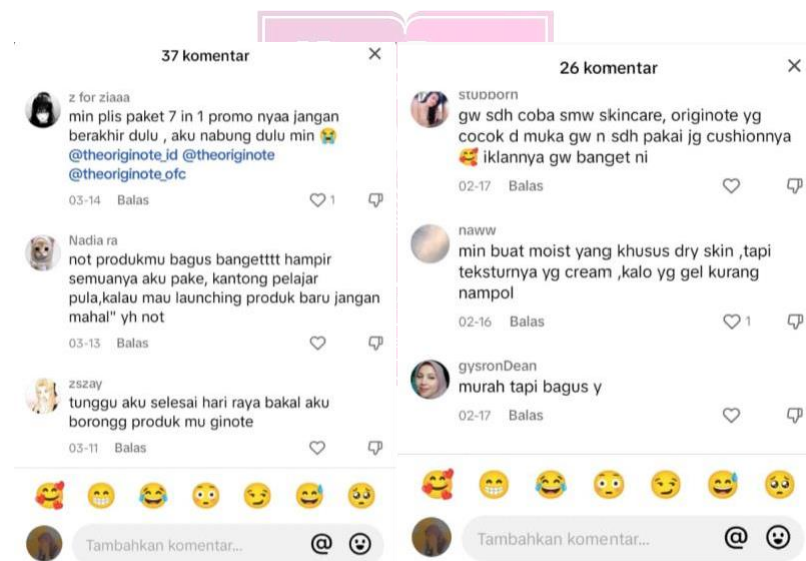 37 komentar
z for ziaaa
min plis paket 7 in 1 promo nyaa jangan
berakhir dulu , aku nabung dulu min 😭
@theoriginote_id @theoriginote
@theoriginote_ofc
03-14 Balas 1
Nadia ra
not produkmu bagus bangetttt hampir
semuanya aku pake, kantong pelajar
pula,kalau mau launching produk baru jangan
mahal" yh not
03-13 Balas
zszay
tunggu aku selesai hari raya bakal aku
borongg produk mu ginote
03-11 Balas
Tambahkan komentar... @
26 komentar
stubborn
gw sdh coba smw skincare, originote yg
cocok d muka gw n sdh pakai jg cushionnya
🥰 iklannya gw banget ni
02-17 Balas
naww
min buat moist yang khusus dry skin ,tapi
teksturnya yg cream ,kalo yg gel kurang
nampol
02-16 Balas 1
gysronDean
murah tapi bagus y
02-17 Balas
Tambahkan komentar... @